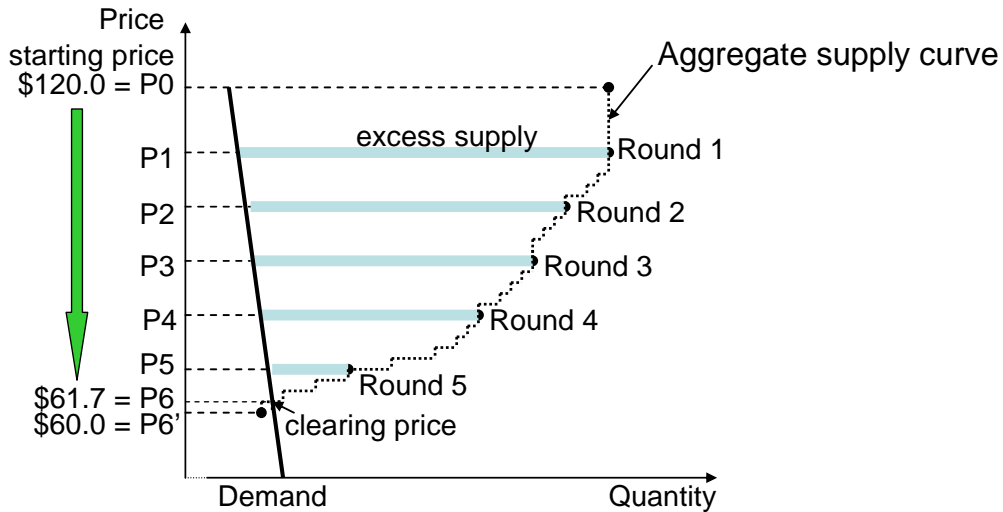 Price
starting price
$120.0 = P0
Aggregate supply curve
excess supply
P1
Round 1
P2
Round 2
P3
Round 3
P4
Round 4
P5
Round 5
$61.7 = P6
$60.0 = P6'
clearing price
Demand
Quantity